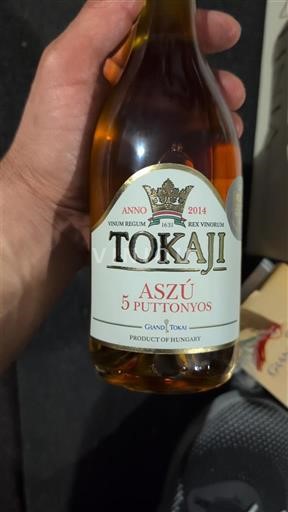 ANNO 2014
VINUM REGUM 1631 REX VINORUM
TOKAJI
ASZÚ
5 PUTTONYOS
GRAND TOKAJ
PRODUCT OF HUNGARY